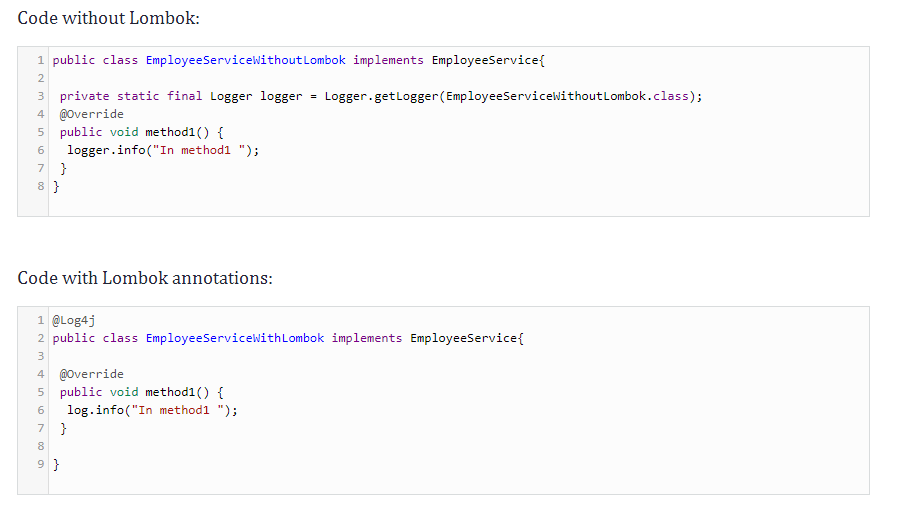 Code without Lombok:
1 public class EmployeeServiceWithoutLombok implements EmployeeService{
2
3 private static final Logger logger = Logger.getLogger(EmployeeServiceWithoutLombok.class);
4 @Override
5 public void method1() {
6 logger.info("In method1 ");
7 }
8 }
Code with Lombok annotations:
1 @Log4j
2 public class EmployeeServiceWithLombok implements EmployeeService{
3
4 @Override
5 public void method1() {
6 log.info("In method1 ");
7 }
8
9 }